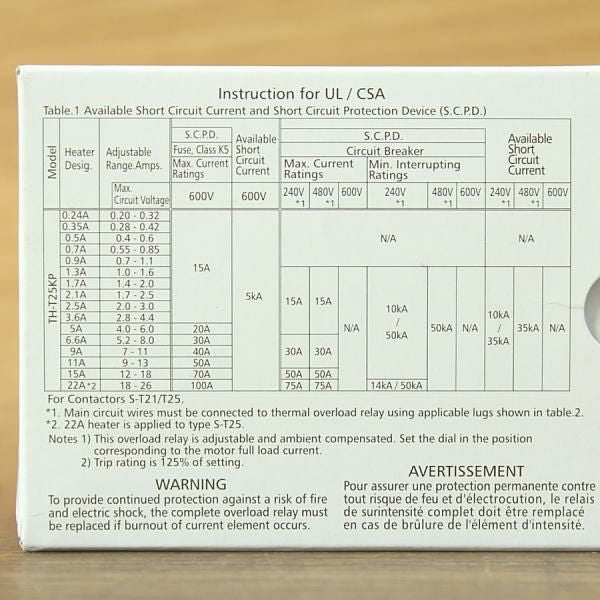 Instruction for UL / CSA
Table.1 Available Short Circuit Current and Short Circuit Protection Device (S.C.P.D.)
Model Heater Desig. Adjustable Range.Amps. S.C.P.D. Available Short Circuit Current S.C.P.D. Available Short Circuit Current
Fuse, Class K5 Circuit Breaker
Max. Current Ratings Max. Current Ratings Min. Interrupting Ratings
Max. Circuit Voltage 600V 600V 240V *1 480V *1 600V 240V *1 480V 600V 240V *1 480V 600V
TH-T25KP
0.24A 0.20 - 0.32 15A 5kA N/A N/A
0.35A 0.28 - 0.42
0.5A 0.4 - 0.6
0.7A 0.55 - 0.85
0.9A 0.7 - 1.1
1.3A 1.0 - 1.6 15A 15A N/A 10kA / 50kA 50kA N/A 10kA / 35kA 35kA N/A
1.7A 1.4 - 2.0
2.1A 1.7 - 2.5
2.5A 2.0 - 3.0
3.6A 2.8 - 4.4
5A 4.0 - 6.0 20A
6.6A 5.2 - 8.0 30A 30A 30A
9A 7 - 11 40A
11A 9 - 13 50A
15A 12 - 18 70A 50A 50A
22A*2 18 - 26 100A 75A 75A 14kA / 50kA
For Contactors S-T21/T25.
*1. Main circuit wires must be connected to thermal overload relay using applicable lugs shown in table.2.
*2. 22A heater is applied to type S-T25.
Notes 1) This overload relay is adjustable and ambient compensated. Set the dial in the position
corresponding to the motor full load current.
2) Trip rating is 125% of setting.
WARNING
To provide continued protection against a risk of fire
and electric shock, the complete overload relay must
be replaced if burnout of current element occurs.
AVERTISSEMENT
Pour assurer une protection permanente contre
tout risque de feu et d'électrocution, le relais
de surintensité complet doit être remplacé
en cas de brûlure de l'élément d'intensité.